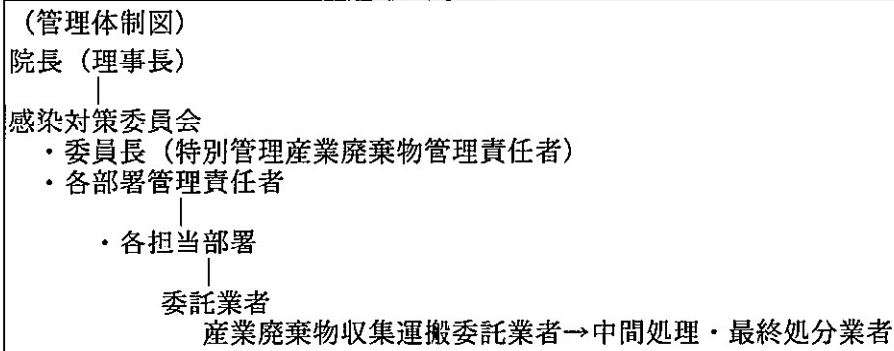 （管理体制図）
院長（理事長）
感染対策委員会
・委員長（特別管理産業廃棄物管理責任者）
・各部署管理責任者
・各担当部署
委託業者
産業廃棄物収集運搬委託業者→中間処理・最終処分業者